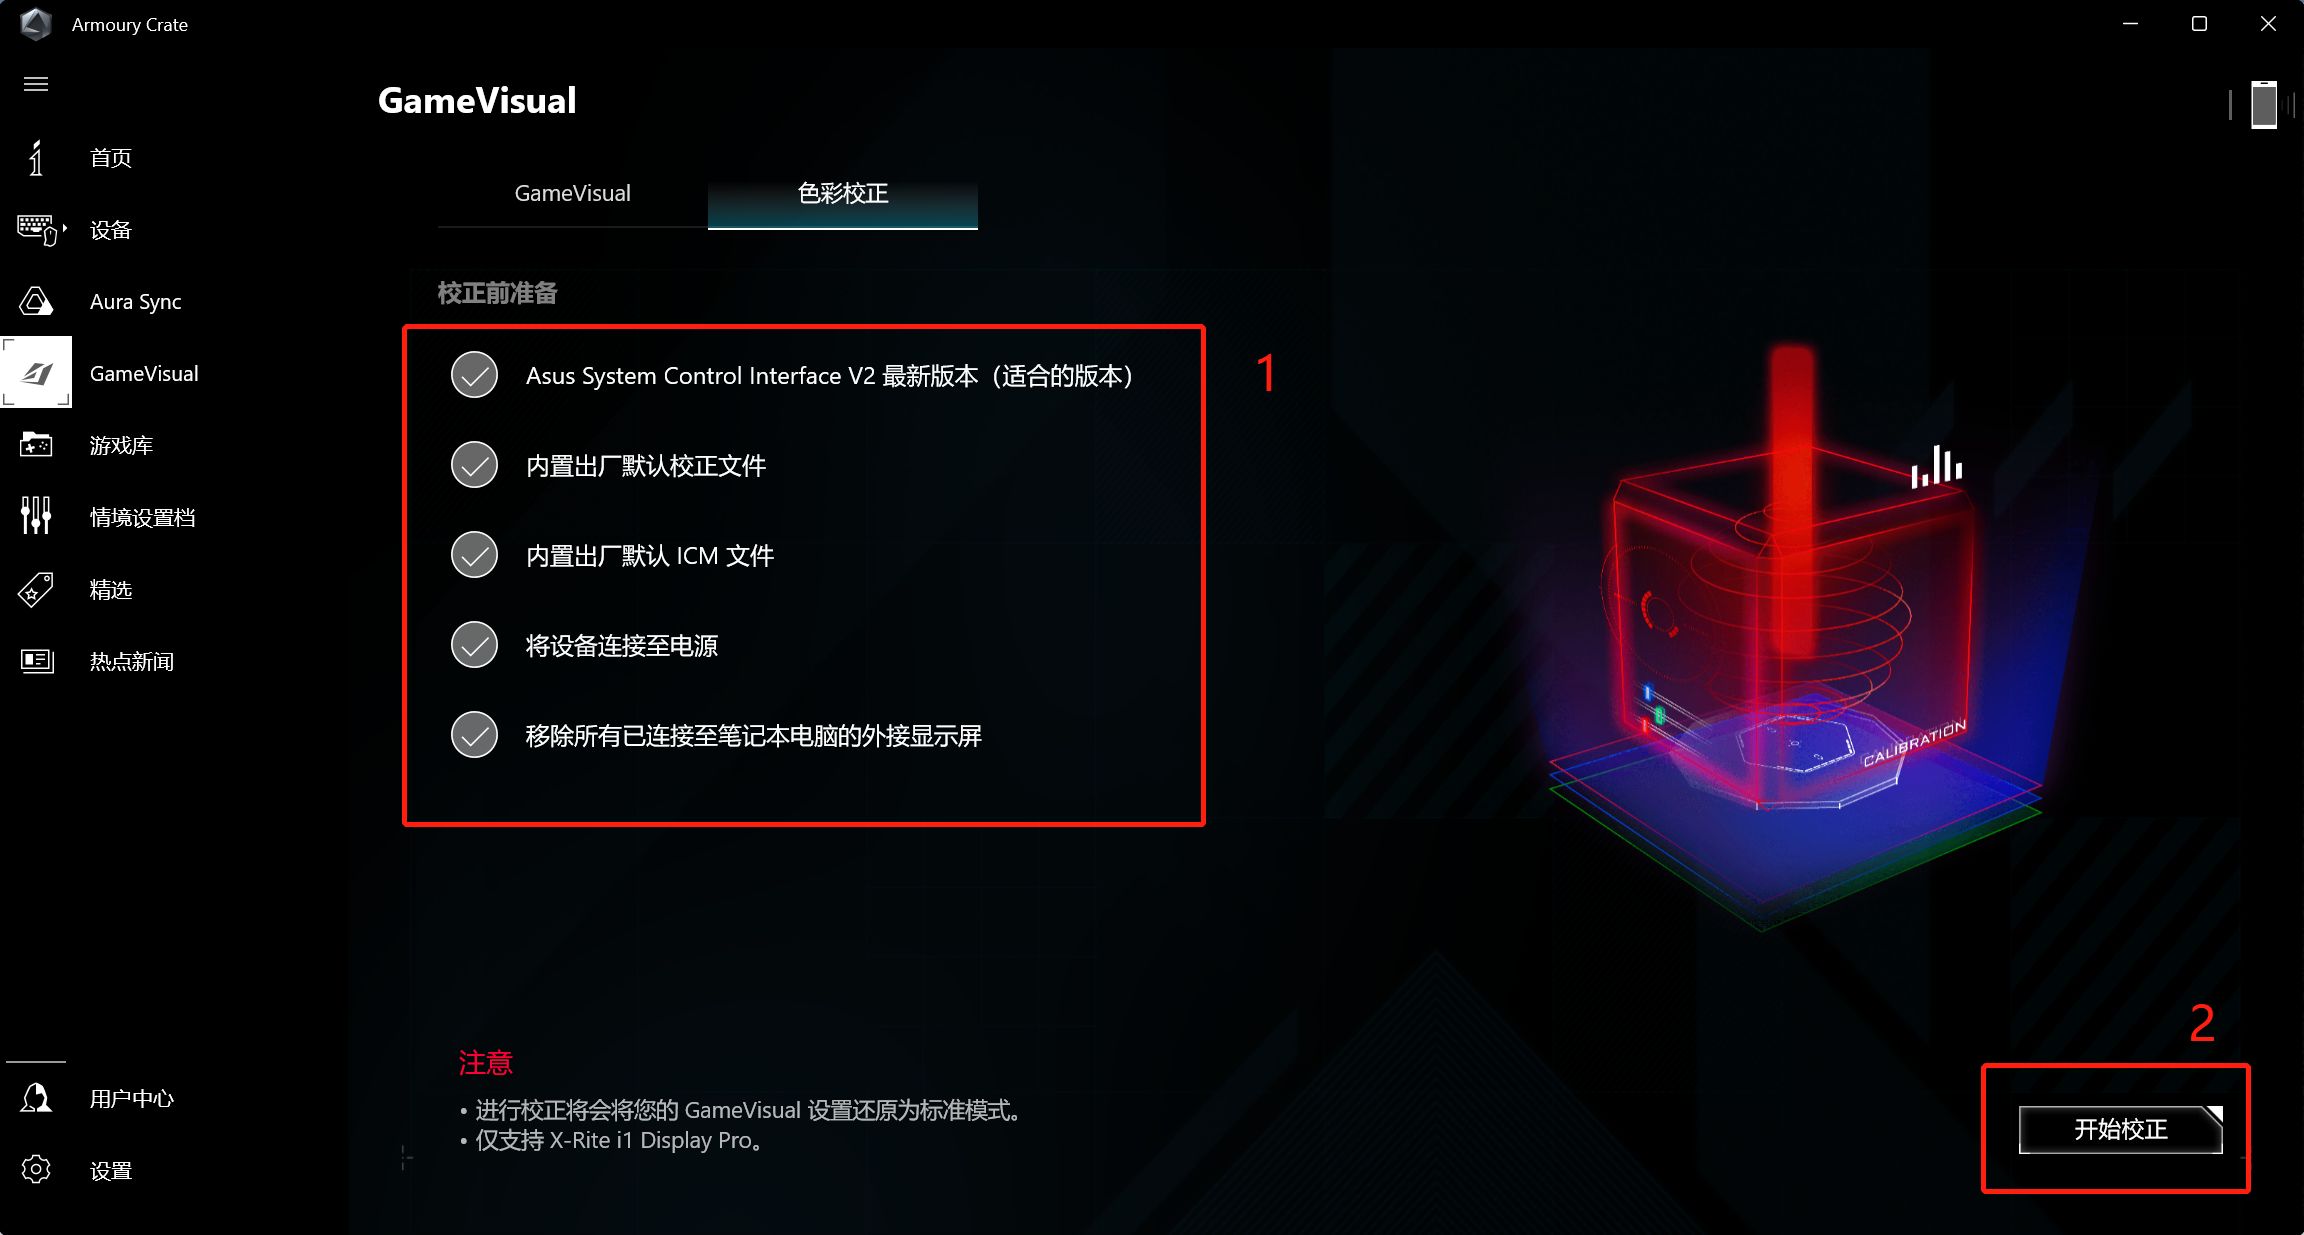 Armoury Crate
GameVisual
首页
设备
Aura Sync
GameVisual
游戏库
情境设置档
精选
热点新闻
用户中心
设置
GameVisual
色彩校正
校正前准备
Asus System Control Interface V2 最新版本（适合的版本）
1
内置出厂默认校正文件
内置出厂默认 ICM 文件
将设备连接至电源
移除所有已连接至笔记本电脑的外接显示屏
CALIBRATION
注意
• 进行校正将会将您的 GameVisual 设置还原为标准模式。
• 仅支持 X-Rite i1 Display Pro。
2
开始校正